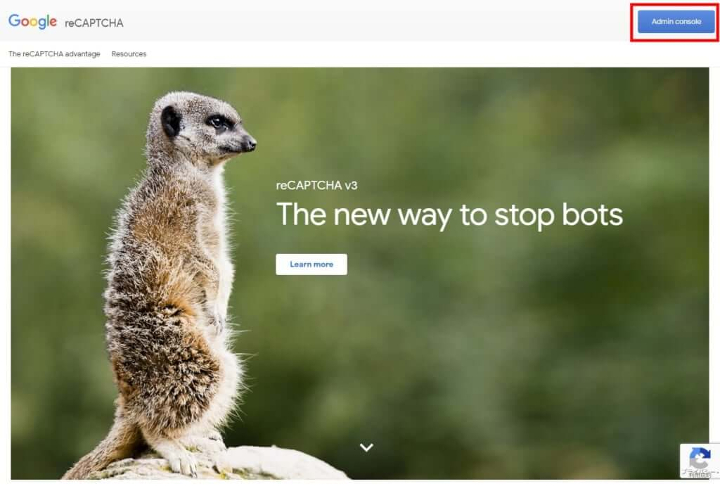 Google reCAPTCHA
Admin console
The reCAPTCHA advantage Resources
reCAPTCHA v3
The new way to stop bots
Learn more